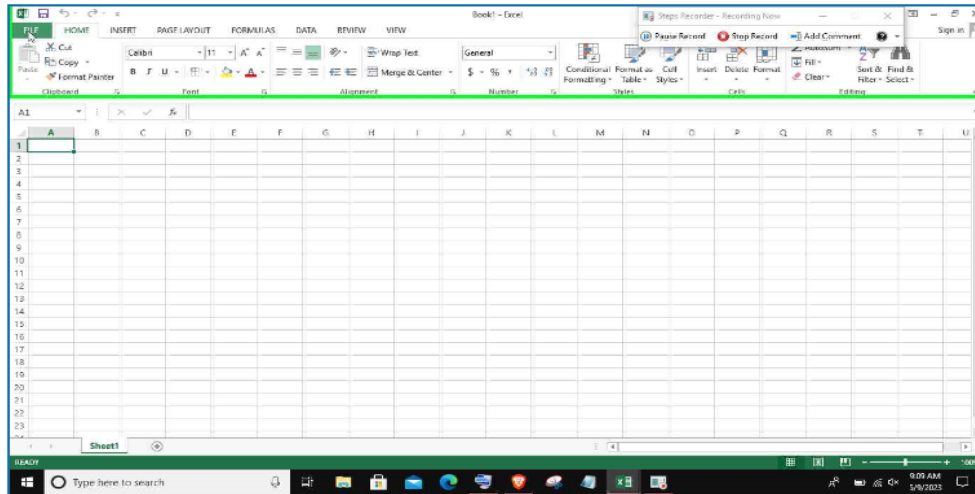 Book1 - Excel
Steps Recorder - Recording Now
FILE HOME INSERT PAGE LAYOUT FORMULAS DATA REVIEW VIEW
Pause Record Stop Record Add Comment
Sign in
Paste
Cut
Copy
Format Painter
Clipboard
Calibri 11
B I U
Font
Wrap Text
Merge & Center
Alignment
General
$ %
Number
Conditional Formatting
Format as Table
Cell Styles
Styles
Insert Delete Format
Cells
Fill
Clear
Sort & Filter
Find & Select
Editing
A1 fx
A B C D E F G H I J K L M N O P Q R S T U
1
2
3
4
5
6
7
8
9
10
11
12
13
14
15
16
17
18
19
20
21
22
23
Sheet1
READY
Type here to search
9:09 AM
5/9/2023